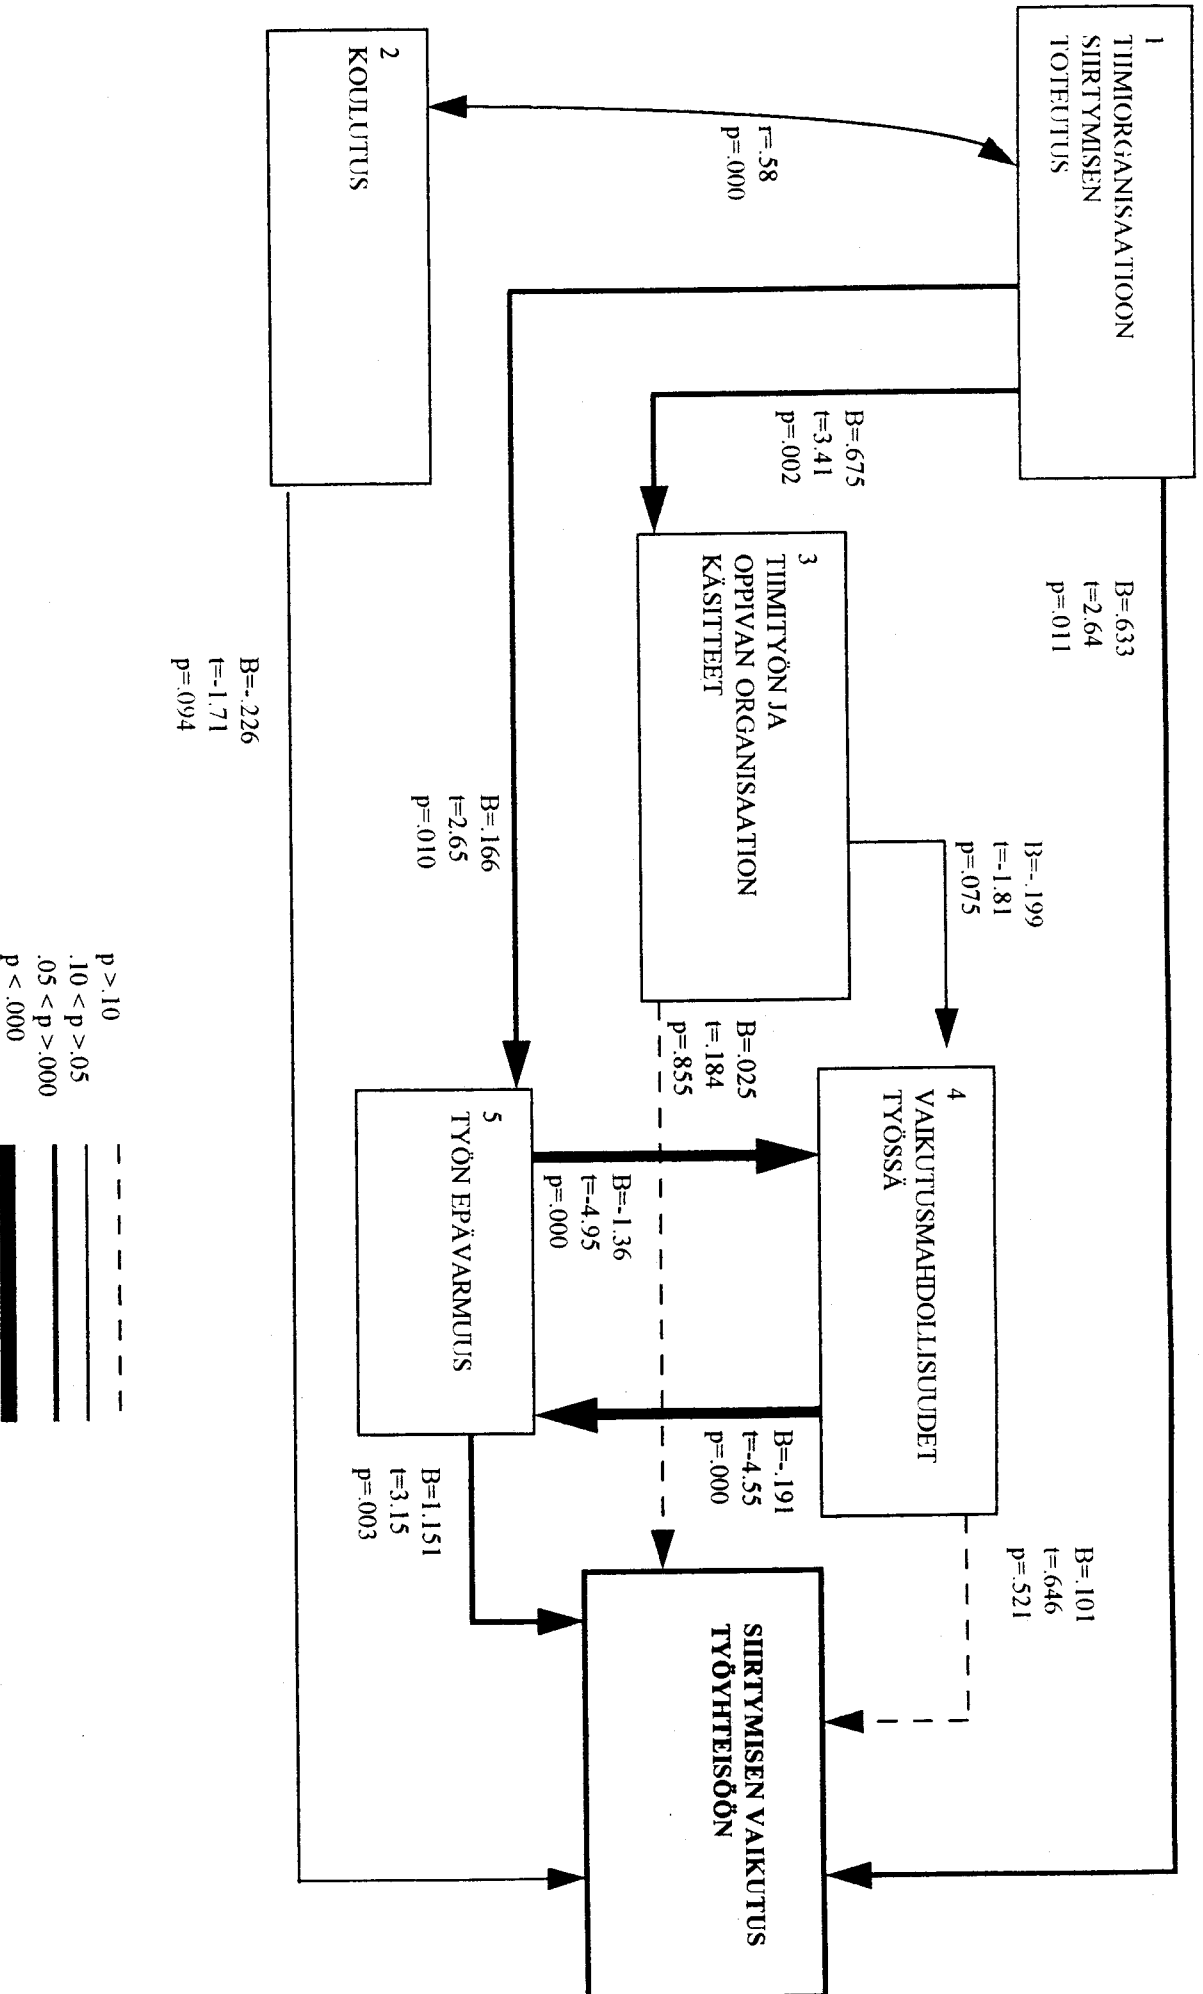 1
TIIMIORGANISAATIOON
SIIRTYMISEN
TOTEUTUS
B=.633
t=2.64
p=.011
r=.58
p=.000
B=.675
t=3.41
p=.002
3
TIIMITYÖN JA
OPPIVAN ORGANISAATION
KÄSITTEET
B=-.199
t=-1.81
p=.075
4
VAIKUTUSMAHDOLLISUUDET
TYÖSSÄ
B=.101
t=.646
p=.521
B=.025
t=.184
p=.855
B=-1.36
t=-4.95
p=.000
B=-.191
t=-4.55
p=.000
SIIRTYMISEN VAIKUTUS
TYÖYHTEISÖÖN
2
KOULUTUS
B=.166
t=2.65
p=.010
5
TYÖN EPÄVARMUUS
B=1.151
t=3.15
p=.003
B=-.226
t=-1.71
p=.094
p >.10
.10 < p >.05
.05 < p >.000
p < .000